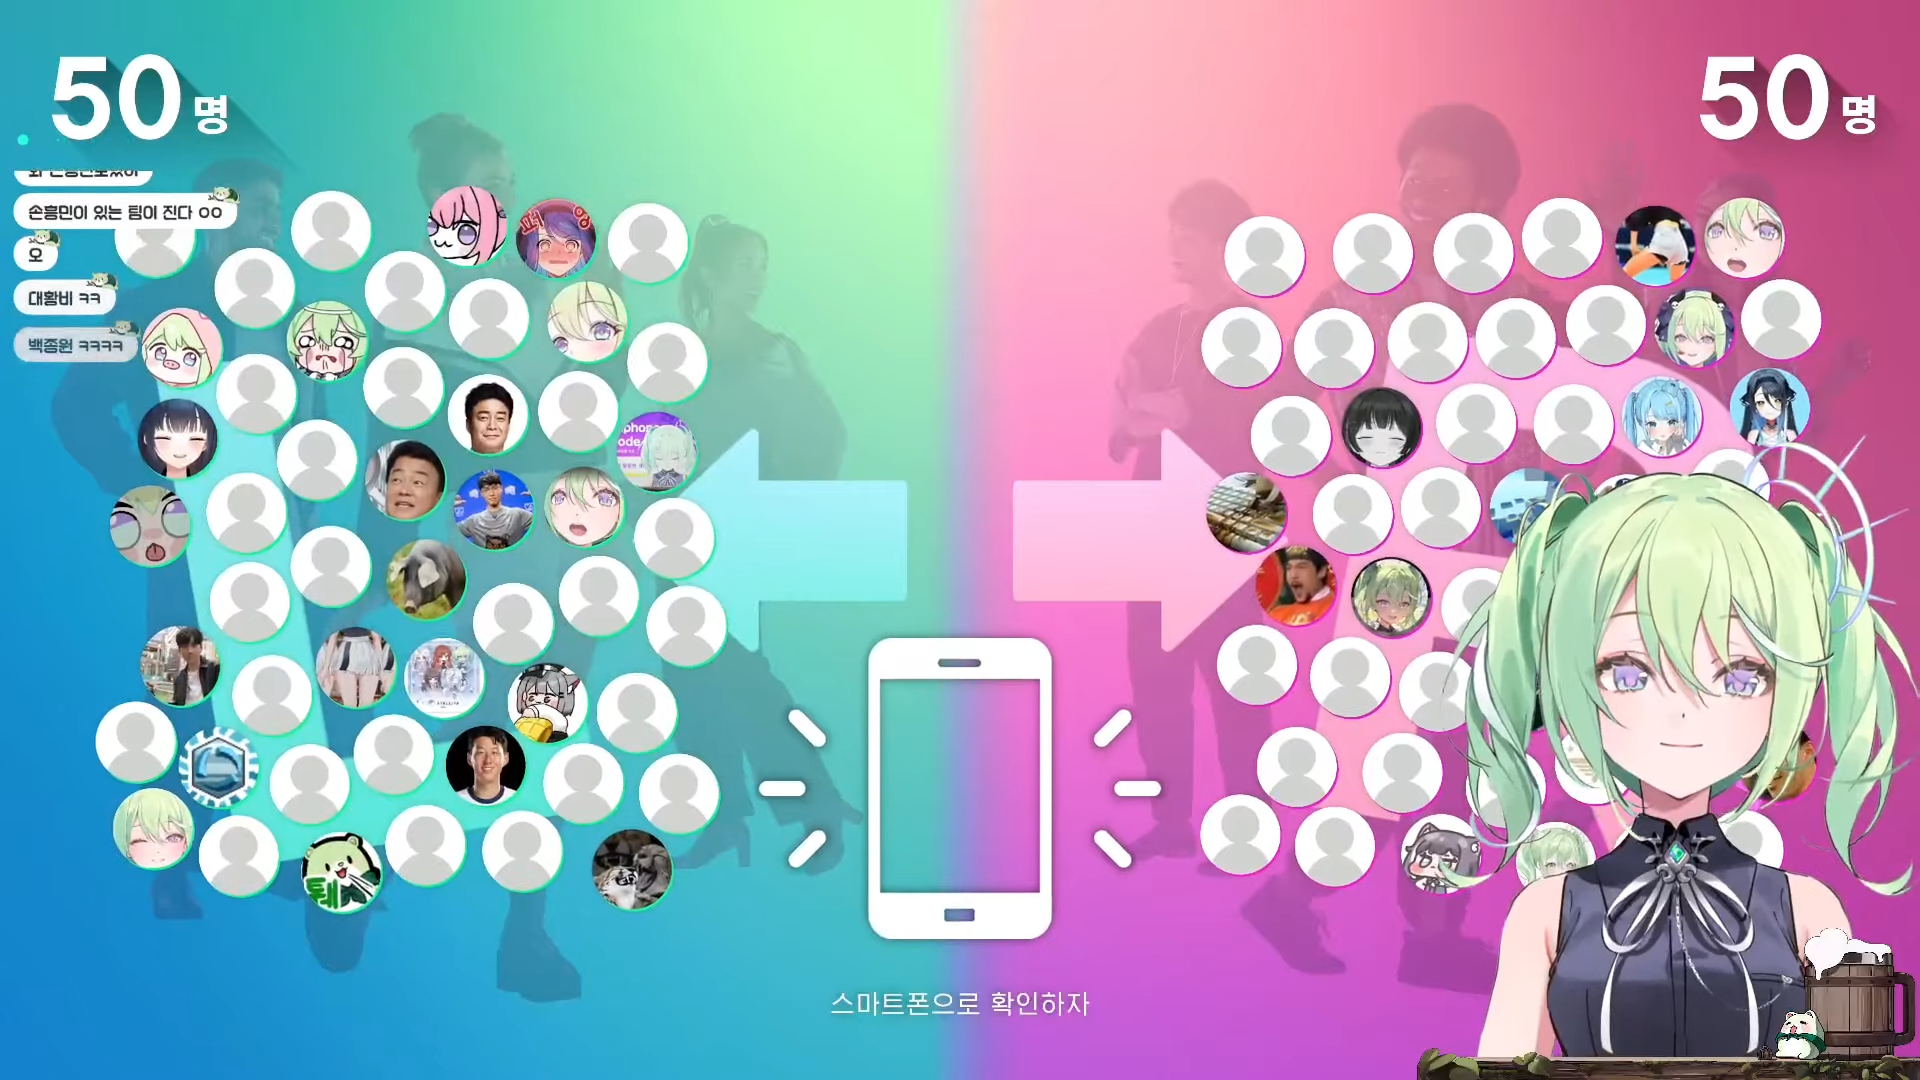 50명
50명
손흥민이 있는 팀이 진다 ㅇㅇ
오
대황비 ㅋㅋ
백종원 ㅋㅋㅋㅋ
퉤
스마트폰으로 확인하자